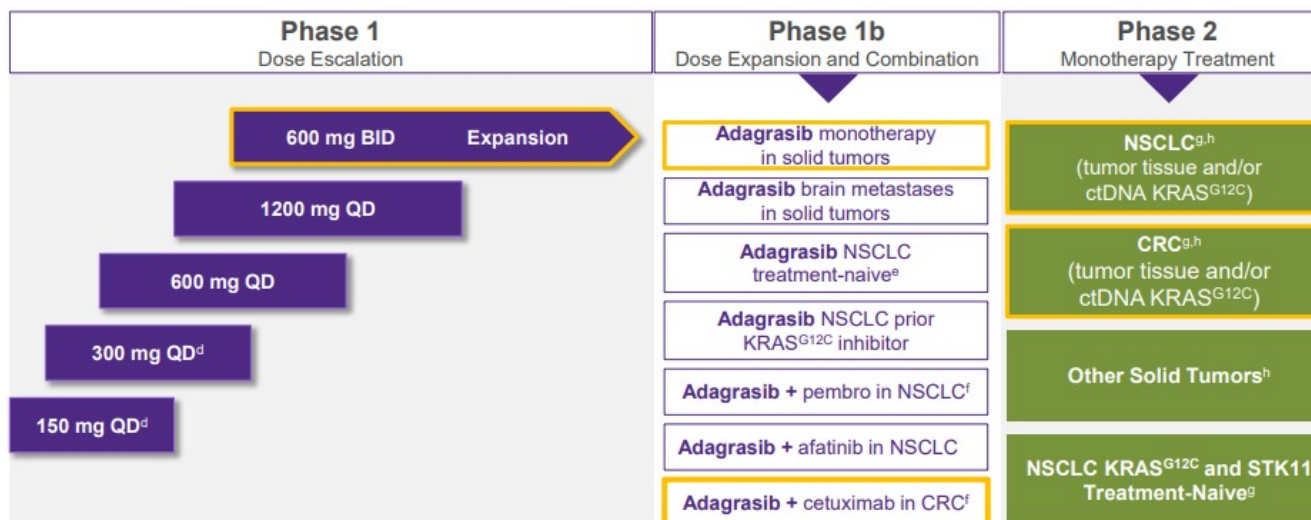 Phase 1
Dose Escalation
600 mg BID Expansion
1200 mg QD
600 mg QD
300 mg QDᵈ
150 mg QDᵈ
Phase 1b
Dose Expansion and Combination
Adagrasib monotherapy
in solid tumors
Adagrasib brain metastases
in solid tumors
Adagrasib NSCLC
treatment-naiveᵉ
Adagrasib NSCLC prior
KRASᴳ¹²ᶜ inhibitor
Adagrasib + pembro in NSCLCᶠ
Adagrasib + afatinib in NSCLC
Adagrasib + cetuximab in CRCᶠ
Phase 2
Monotherapy Treatment
NSCLCᵍ,ʰ
(tumor tissue and/or
ctDNA KRASᴳ¹²ᶜ)
CRCᵍ,ʰ
(tumor tissue and/or
ctDNA KRASᴳ¹²ᶜ)
Other Solid Tumorsʰ
NSCLC KRASᴳ¹²ᶜ and STK11
Treatment-Naiveᵍ